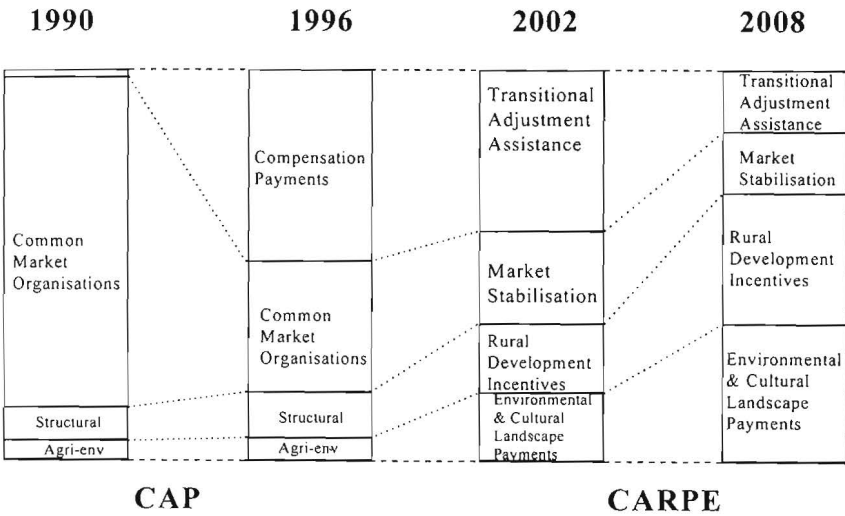 1990
1996
2002
2008
Common
Market
Organisations
Structural
Agri-env
Compensation
Payments
Common
Market
Organisations
Structural
Agri-env
Transitional
Adjustment
Assistance
Market
Stabilisation
Rural
Development
Incentives
Environmental
& Cultural
Landscape
Payments
Transitional
Adjustment
Assistance
Market
Stabilisation
Rural
Development
Incentives
Environmental
& Cultural
Landscape
Payments
CAP
CARPE